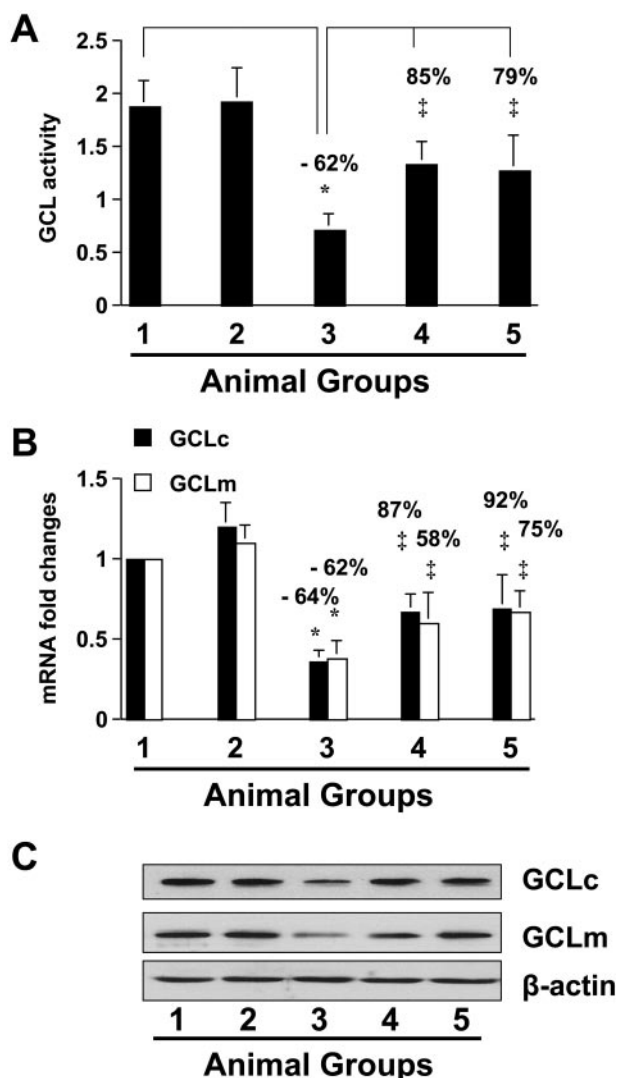 A
2.5
2
1.5
1
0.5
0
GCL activity
85% 79%
‡ ‡
- 62%
*
1 2 3 4 5
Animal Groups
B
GCLc
GCLm
1.5
1
0.5
0
mRNA fold changes
92%
87% 75%
‡ 58% ‡
‡ ‡
- 62%
- 64%
* *
1 2 3 4 5
Animal Groups
C
GCLc
GCLm
β-actin
1 2 3 4 5
Animal Groups